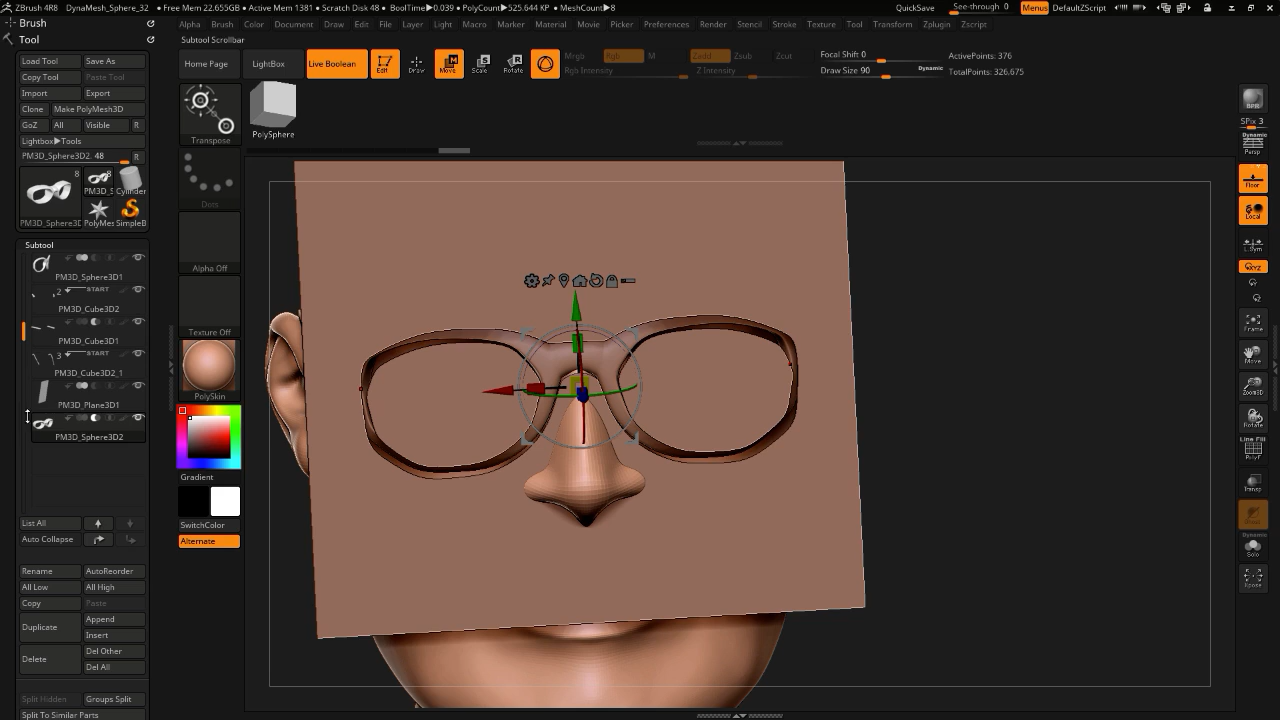 ZBrush 4R8 DynaMesh_Sphere_32 • Free Mem 22.655GB • Active Mem 1381 • Scratch Disk 48 • BoolTime▶0.039 • PolyCount▶525.644 KP • MeshCount▶8 QuickSave See-through 0 Menus DefaultZScript
Brush Alpha Brush Color Document Draw Edit File Layer Light Macro Marker Material Movie Picker Preferences Render Stencil Stroke Texture Tool Transform Zplugin Zscript
Tool Subtool Scrollbar
Load Tool Save As
Copy Tool Paste Tool
Import Export
Clone Make PolyMesh3D
GoZ All Visible R
Lightbox▶Tools
PM3D_Sphere3D2. 48 R
8 8 PM3D_S Cylinder
PM3D_Sphere3D PolyMes SimpleB
Home Page LightBox Live Boolean Edit Draw Move Scale Rotate
Mrgb Rgb M Zadd Zsub Zcut
Rgb Intensity Z Intensity
Focal Shift 0 ActivePoints: 376
Draw Size 90 Dynamic TotalPoints: 326,675
Transpose
PolySphere
Dots
Alpha Off
Texture Off
PolySkin
Gradient
SwitchColor
Alternate
Subtool
PM3D_Sphere3D1
2 START
PM3D_Cube3D2
PM3D_Cube3D1
3 START
PM3D_Cube3D2_1
PM3D_Plane3D1
PM3D_Sphere3D2
List All
Auto Collapse
Rename AutoReorder
All Low All High
Copy Paste
Duplicate Append
Insert
Delete Del Other
Del All
Split Hidden Groups Split
Split To Similar Parts
BPR
SPix 3
Dynamic
Persp
Floor
Local
L.Sym
XYZ
Frame
Move
Zoom3D
Rotate
Line Fill
PolyF
Transp
Dynamic
Solo
Xpose